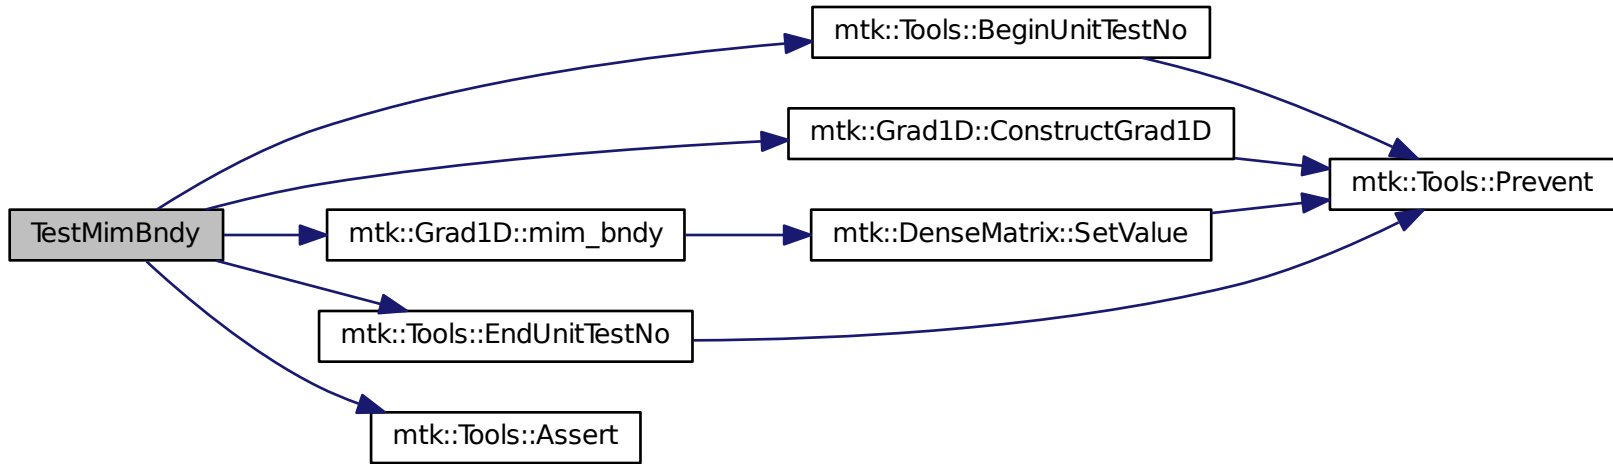 mtk::Tools::BeginUnitTestNo
mtk::Grad1D::ConstructGrad1D
mtk::Tools::Prevent
TestMimBndy
mtk::Grad1D::mim_bndy
mtk::DenseMatrix::SetValue
mtk::Tools::EndUnitTestNo
mtk::Tools::Assert